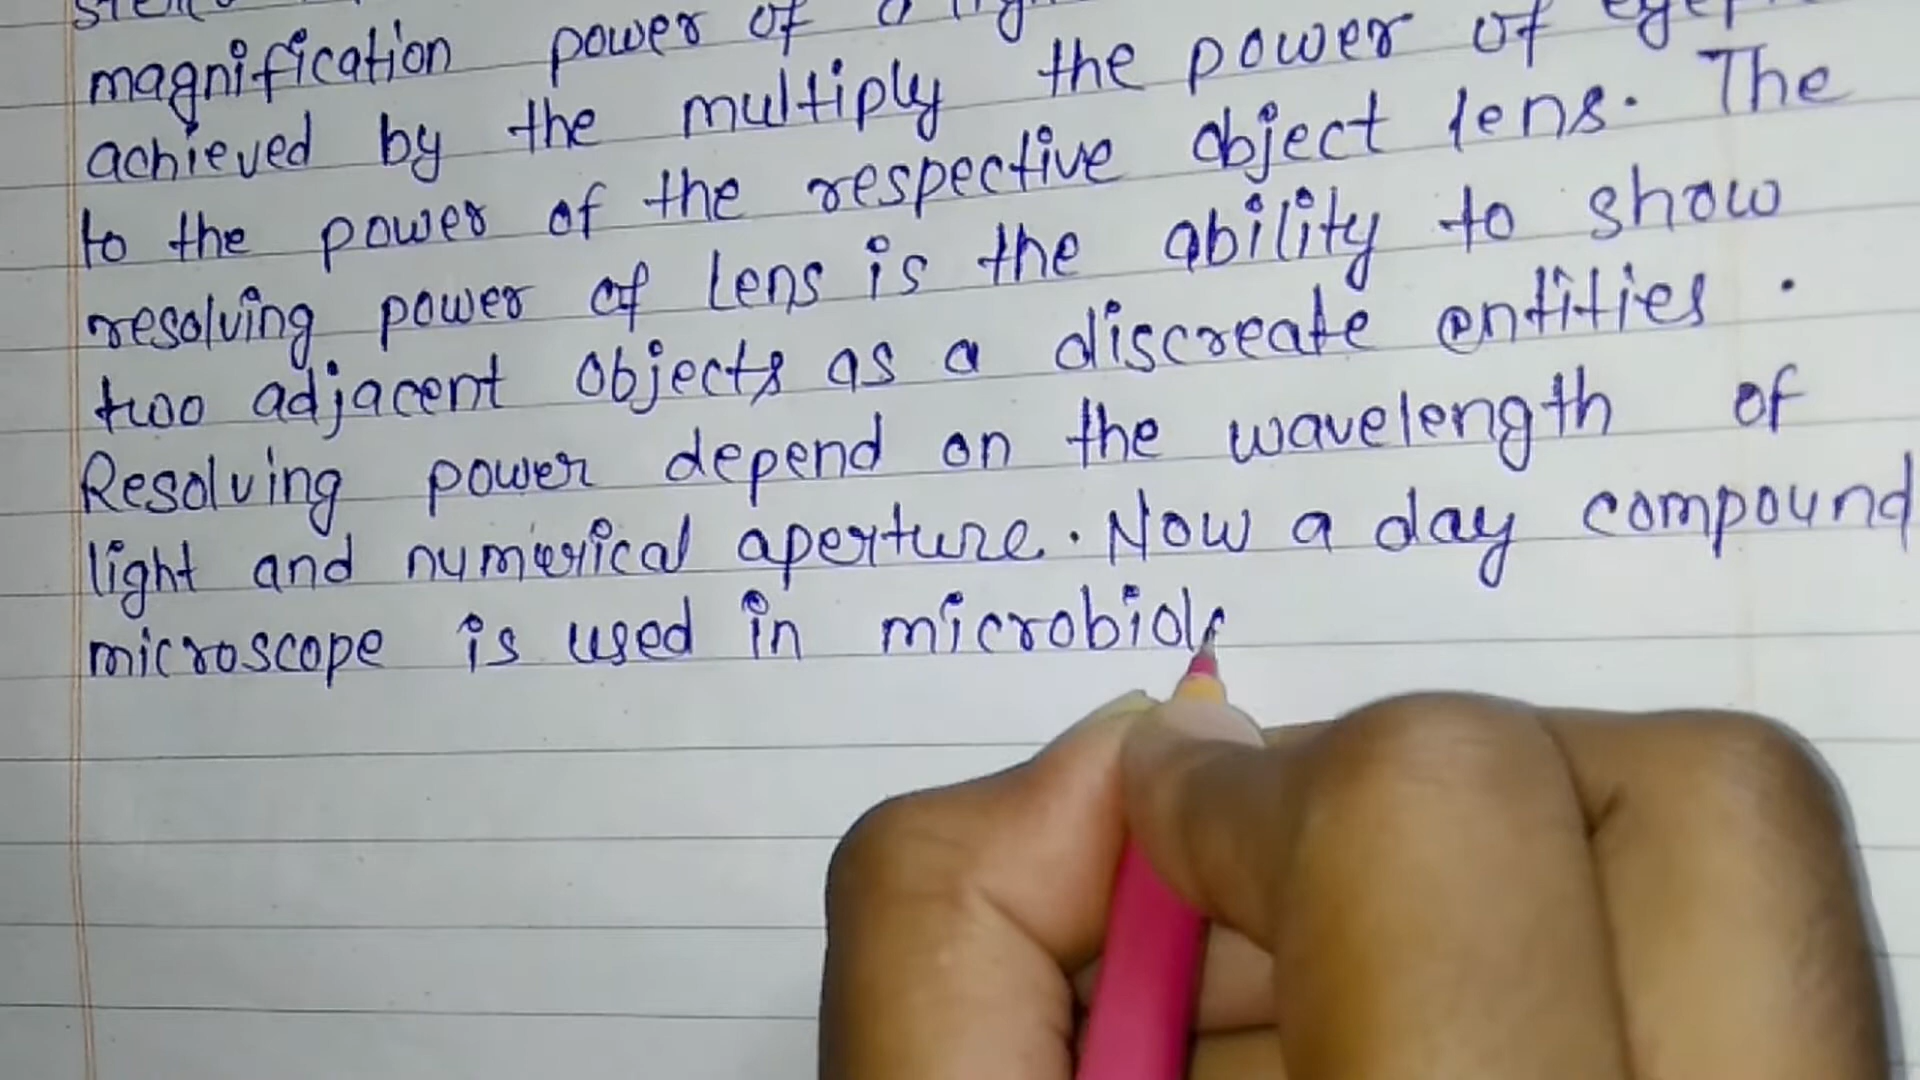 magnification power of a
achieved by the multiply the power of
to the power of the respective object lens. The
resolving power of lens is the ability to show
two adjacent objects as a discreate entities.
Resolving power depend on the wavelength of
light and numerical aperture. Now a day compound
microscope is used in microbiolo